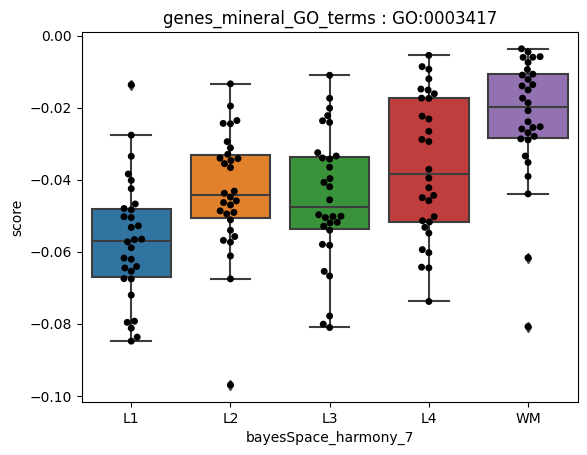 genes_mineral_GO_terms : GO:0003417
0.00
−0.02
−0.04
−0.06
−0.08
−0.10
score
L1 L2 L3 L4 WM
bayesSpace_harmony_7